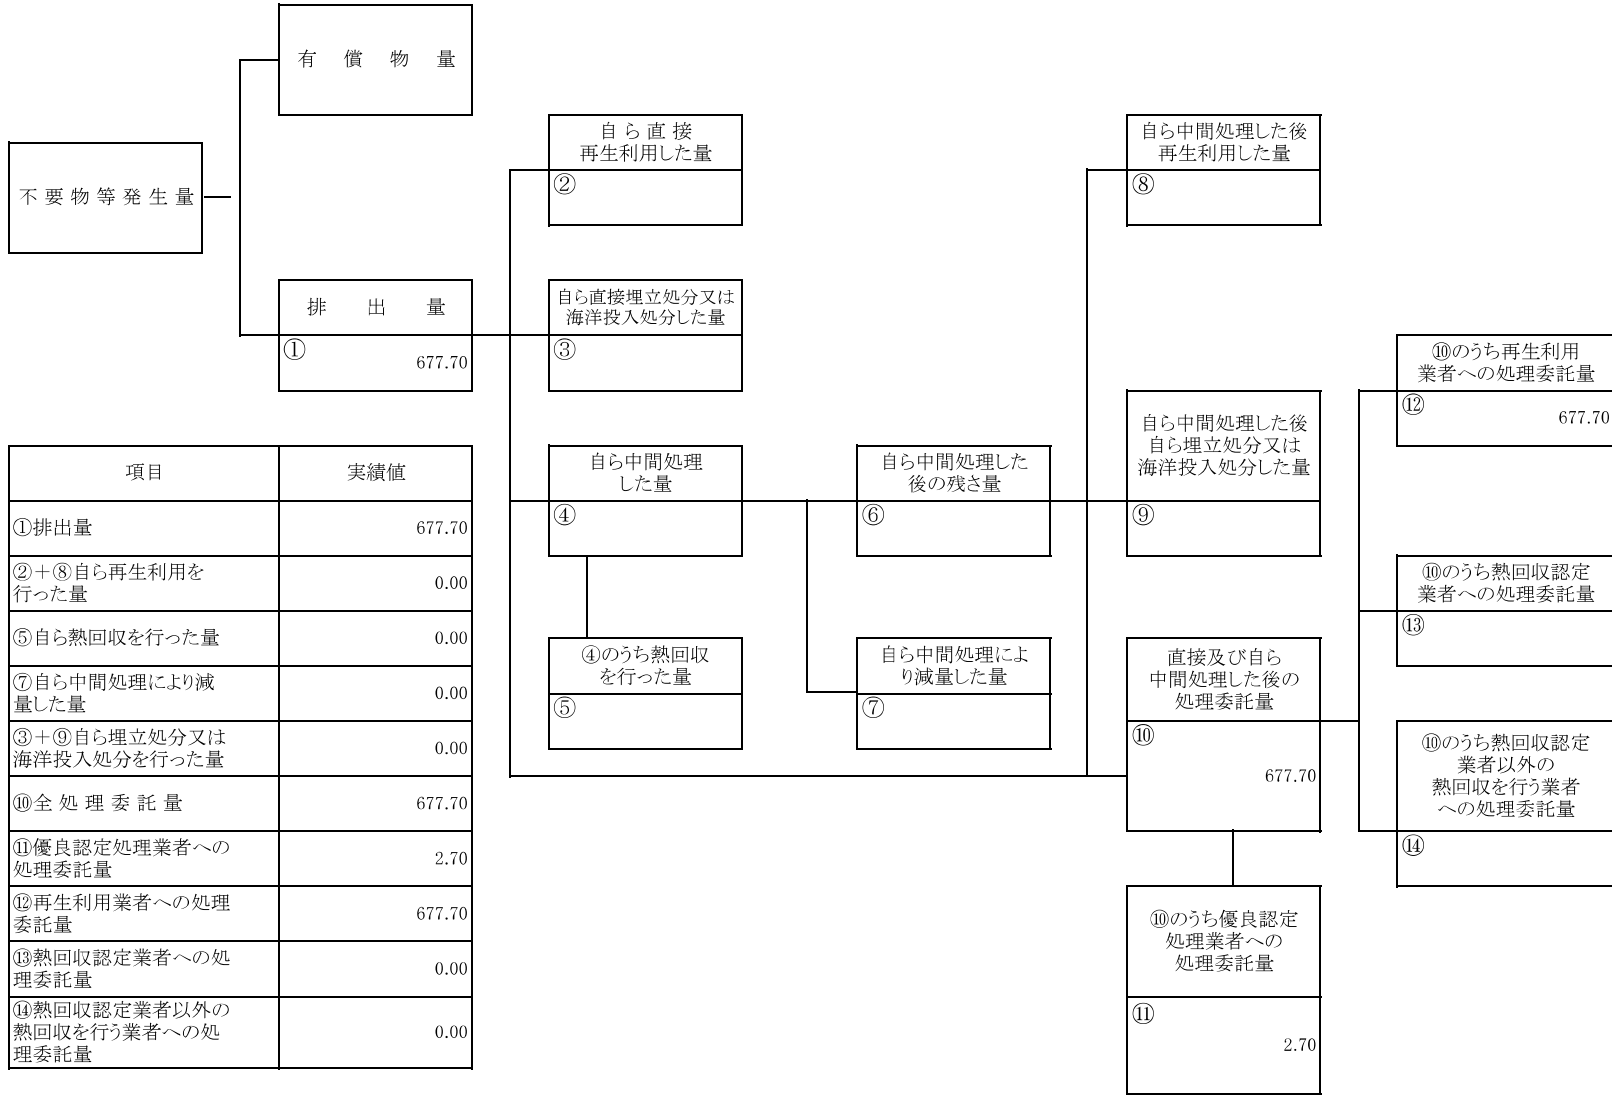 有償物量
不要物等発生量
排出量
①
677.70
自ら直接
再生利用した量
②
自ら直接埋立処分又は
海洋投入処分した量
③
自ら中間処理
した量
④
④のうち熱回収
を行った量
⑤
自ら中間処理した
後の残さ量
⑥
自ら中間処理によ
り減量した量
⑦
自ら中間処理した後
再生利用した量
⑧
自ら中間処理した後
自ら埋立処分又は
海洋投入処分した量
⑨
直接及び自ら
中間処理した後の
処理委託量
⑩
677.70
⑩のうち優良認定
処理業者への
処理委託量
⑪
2.70
⑩のうち再生利用
業者への処理委託量
⑫
677.70
⑩のうち熱回収認定
業者への処理委託量
⑬
⑩のうち熱回収認定
業者以外の
熱回収を行う業者
への処理委託量
⑭
項目 実績値
①排出量 677.70
②＋⑧自ら再生利用を
行った量 0.00
⑤自ら熱回収を行った量 0.00
⑦自ら中間処理により減
量した量 0.00
③＋⑨自ら埋立処分又は
海洋投入処分を行った量 0.00
⑩全処理委託量 677.70
⑪優良認定処理業者への
処理委託量 2.70
⑫再生利用業者への処理
委託量 677.70
⑬熱回収認定業者への処
理委託量 0.00
⑭熱回収認定業者以外の
熱回収を行う業者への処
理委託量 0.00